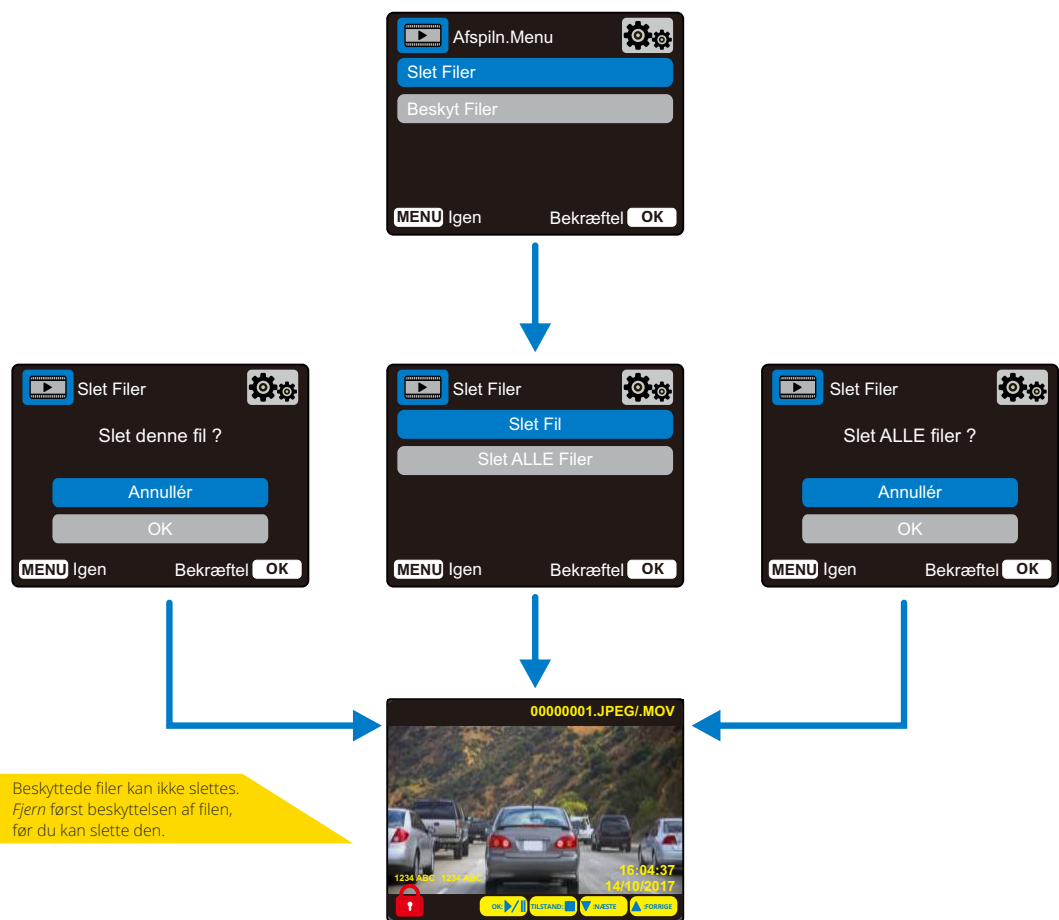 Afspiln.Menu
Slet Filer
Beskyt Filer
MENU Igen Bekræftel OK
Slet Filer
Slet denne fil ?
Annullér
OK
MENU Igen Bekræftel OK
Slet Filer
Slet Fil
Slet ALLE Filer
MENU Igen Bekræftel OK
Slet Filer
Slet ALLE filer ?
Annullér
OK
MENU Igen Bekræftel OK
00000001.JPEG/.MOV
Beskyttede filer kan ikke slettes.
Fjern først beskyttelsen af filen,
før du kan slette den.
16:04:37
1234 ABC 1234 ABC
14/10/2017
OK: TILSTAND: :NÆSTE :FORRIGE